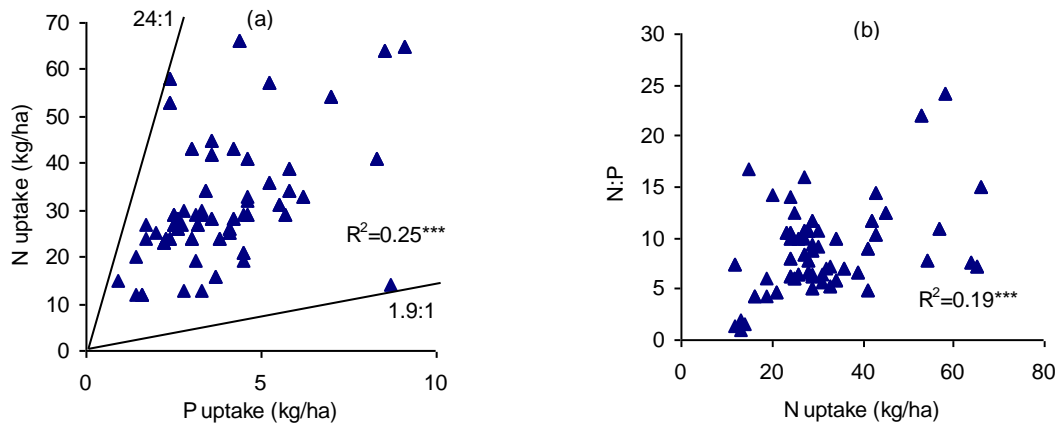 (a)
24:1
70
60
50
40
30
20
10
0
N uptake (kg/ha)
R²=0.25***
1.9:1
0 5 10
P uptake (kg/ha)
(b)
30
25
20
15
10
5
0
N:P
R²=0.19***
0 20 40 60 80
N uptake (kg/ha)